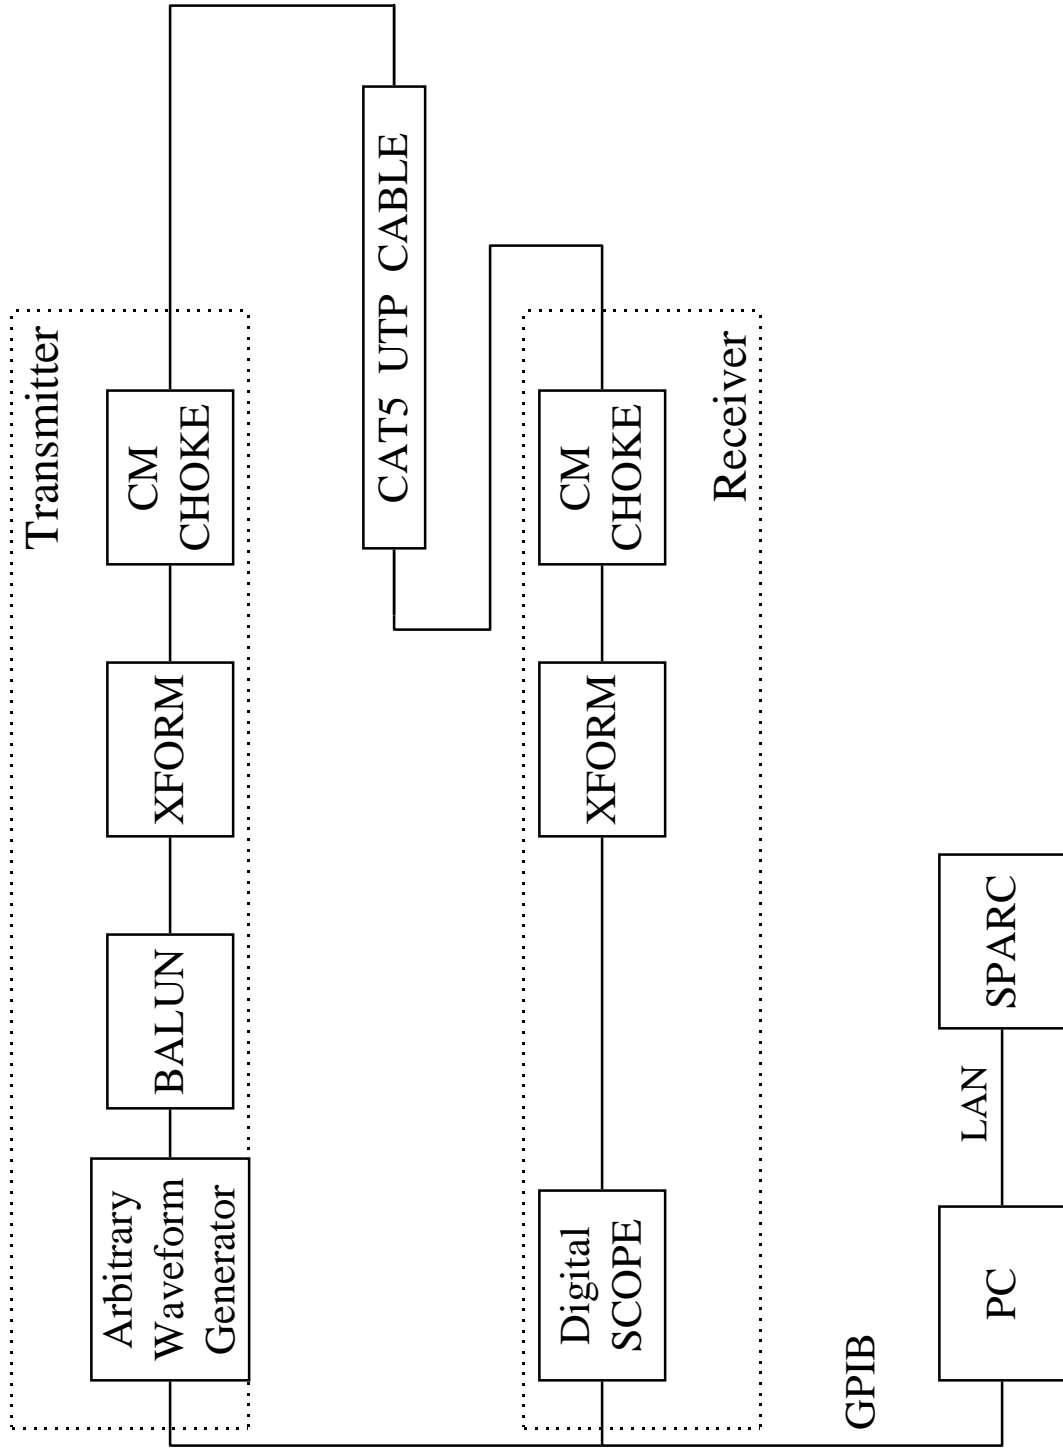 Transmitter
Arbitrary
Waveform
Generator
BALUN
XFORM
CM
CHOKE
CAT5 UTP CABLE
Digital
SCOPE
XFORM
CM
CHOKE
Receiver
GPIB
PC
LAN
SPARC